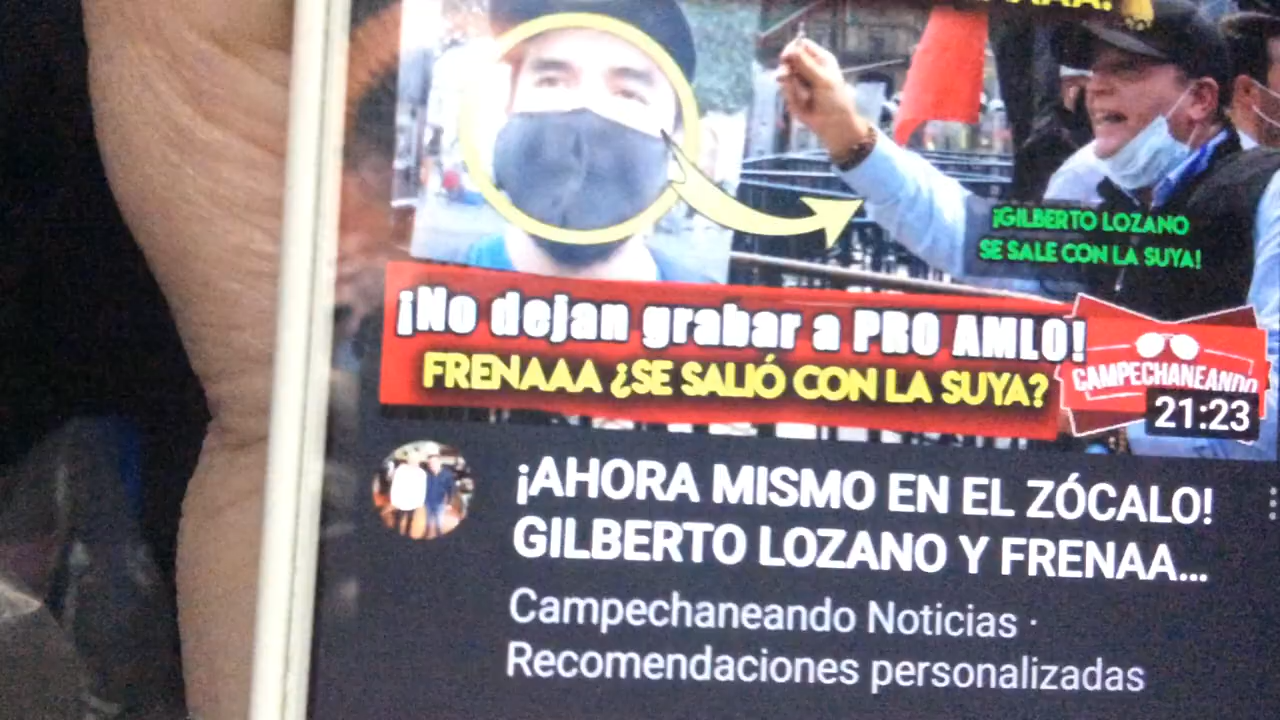 ¡GILBERTO LOZANO
SE SALE CON LA SUYA!
¡No dejan grabar a PRO AMLO!
FRENAAA ¿SE SALIÓ CON LA SUYA?
CAMPECHANEANDO
21:23
¡AHORA MISMO EN EL ZÓCALO!
GILBERTO LOZANO Y FRENAA...
Campechaneando Noticias ·
Recomendaciones personalizadas